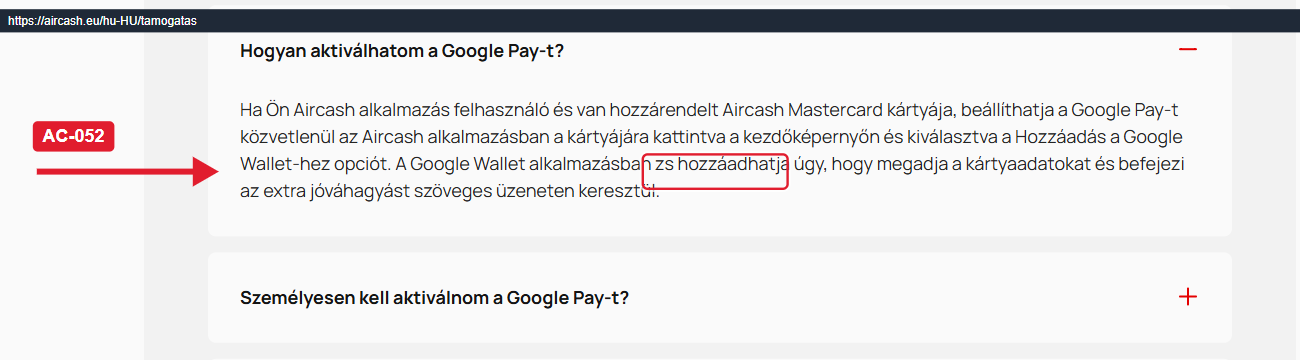 https://aircash.eu/hu-HU/tamogatas
Hogyan aktiválhatom a Google Pay-t?
Ha Ön Aircash alkalmazás felhasználó és van hozzárendelt Aircash Mastercard kártyája, beállíthatja a Google Pay-t
közvetlenül az Aircash alkalmazásban a kártyájára kattintva a kezdőképernyőn és kiválasztva a Hozzáadás a Google
AC-052
Wallet-hez opciót. A Google Wallet alkalmazásban zs hozzáadhatja úgy, hogy megadja a kártyaadatokat és befejezi
az extra jóváhagyást szöveges üzeneten keresztül.
Személyesen kell aktiválnom a Google Pay-t?